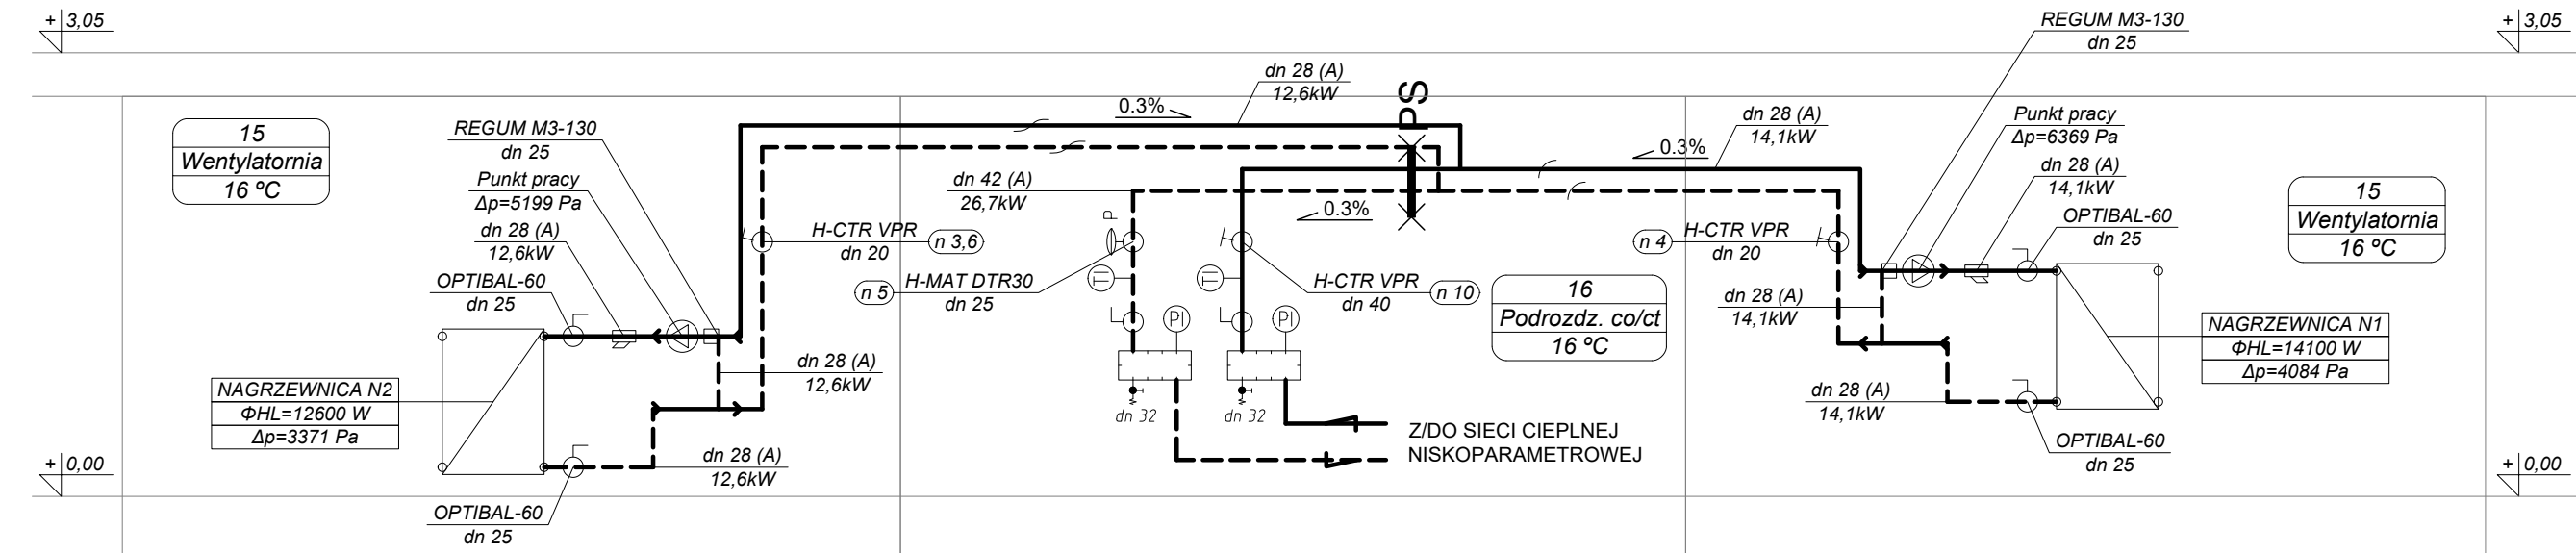 + 3,05
REGUM M3-130
dn 25
+ 3,05
dn 28 (A)
12,6kW
PS
0.3%
15
Wentylatornia
16 ºC
REGUM M3-130
dn 25
Punkt pracy
Δp=5199 Pa
dn 28 (A)
12,6kW
OPTIBAL-60
dn 25
dn 28 (A)
14,1kW
0.3%
Punkt pracy
Δp=6369 Pa
dn 28 (A)
14,1kW
OPTIBAL-60
dn 25
15
Wentylatornia
16 ºC
dn 42 (A)
26,7kW
0.3%
P
H-CTR VPR
dn 20
n 3,6
n 5
H-MAT DTR30
dn 25
TI
TI
H-CTR VPR
dn 40
n 10
n 4
H-CTR VPR
dn 20
16
Podrozdz. co/ct
16 ºC
PI
PI
dn 28 (A)
14,1kW
NAGRZEWNICA N1
ΦHL=14100 W
Δp=4084 Pa
NAGRZEWNICA N2
ΦHL=12600 W
Δp=3371 Pa
dn 28 (A)
12,6kW
dn 32
dn 32
Z/DO SIECI CIEPLNEJ
NISKOPARAMETROWEJ
dn 28 (A)
14,1kW
OPTIBAL-60
dn 25
+ 0,00
dn 28 (A)
12,6kW
OPTIBAL-60
dn 25
+ 0,00